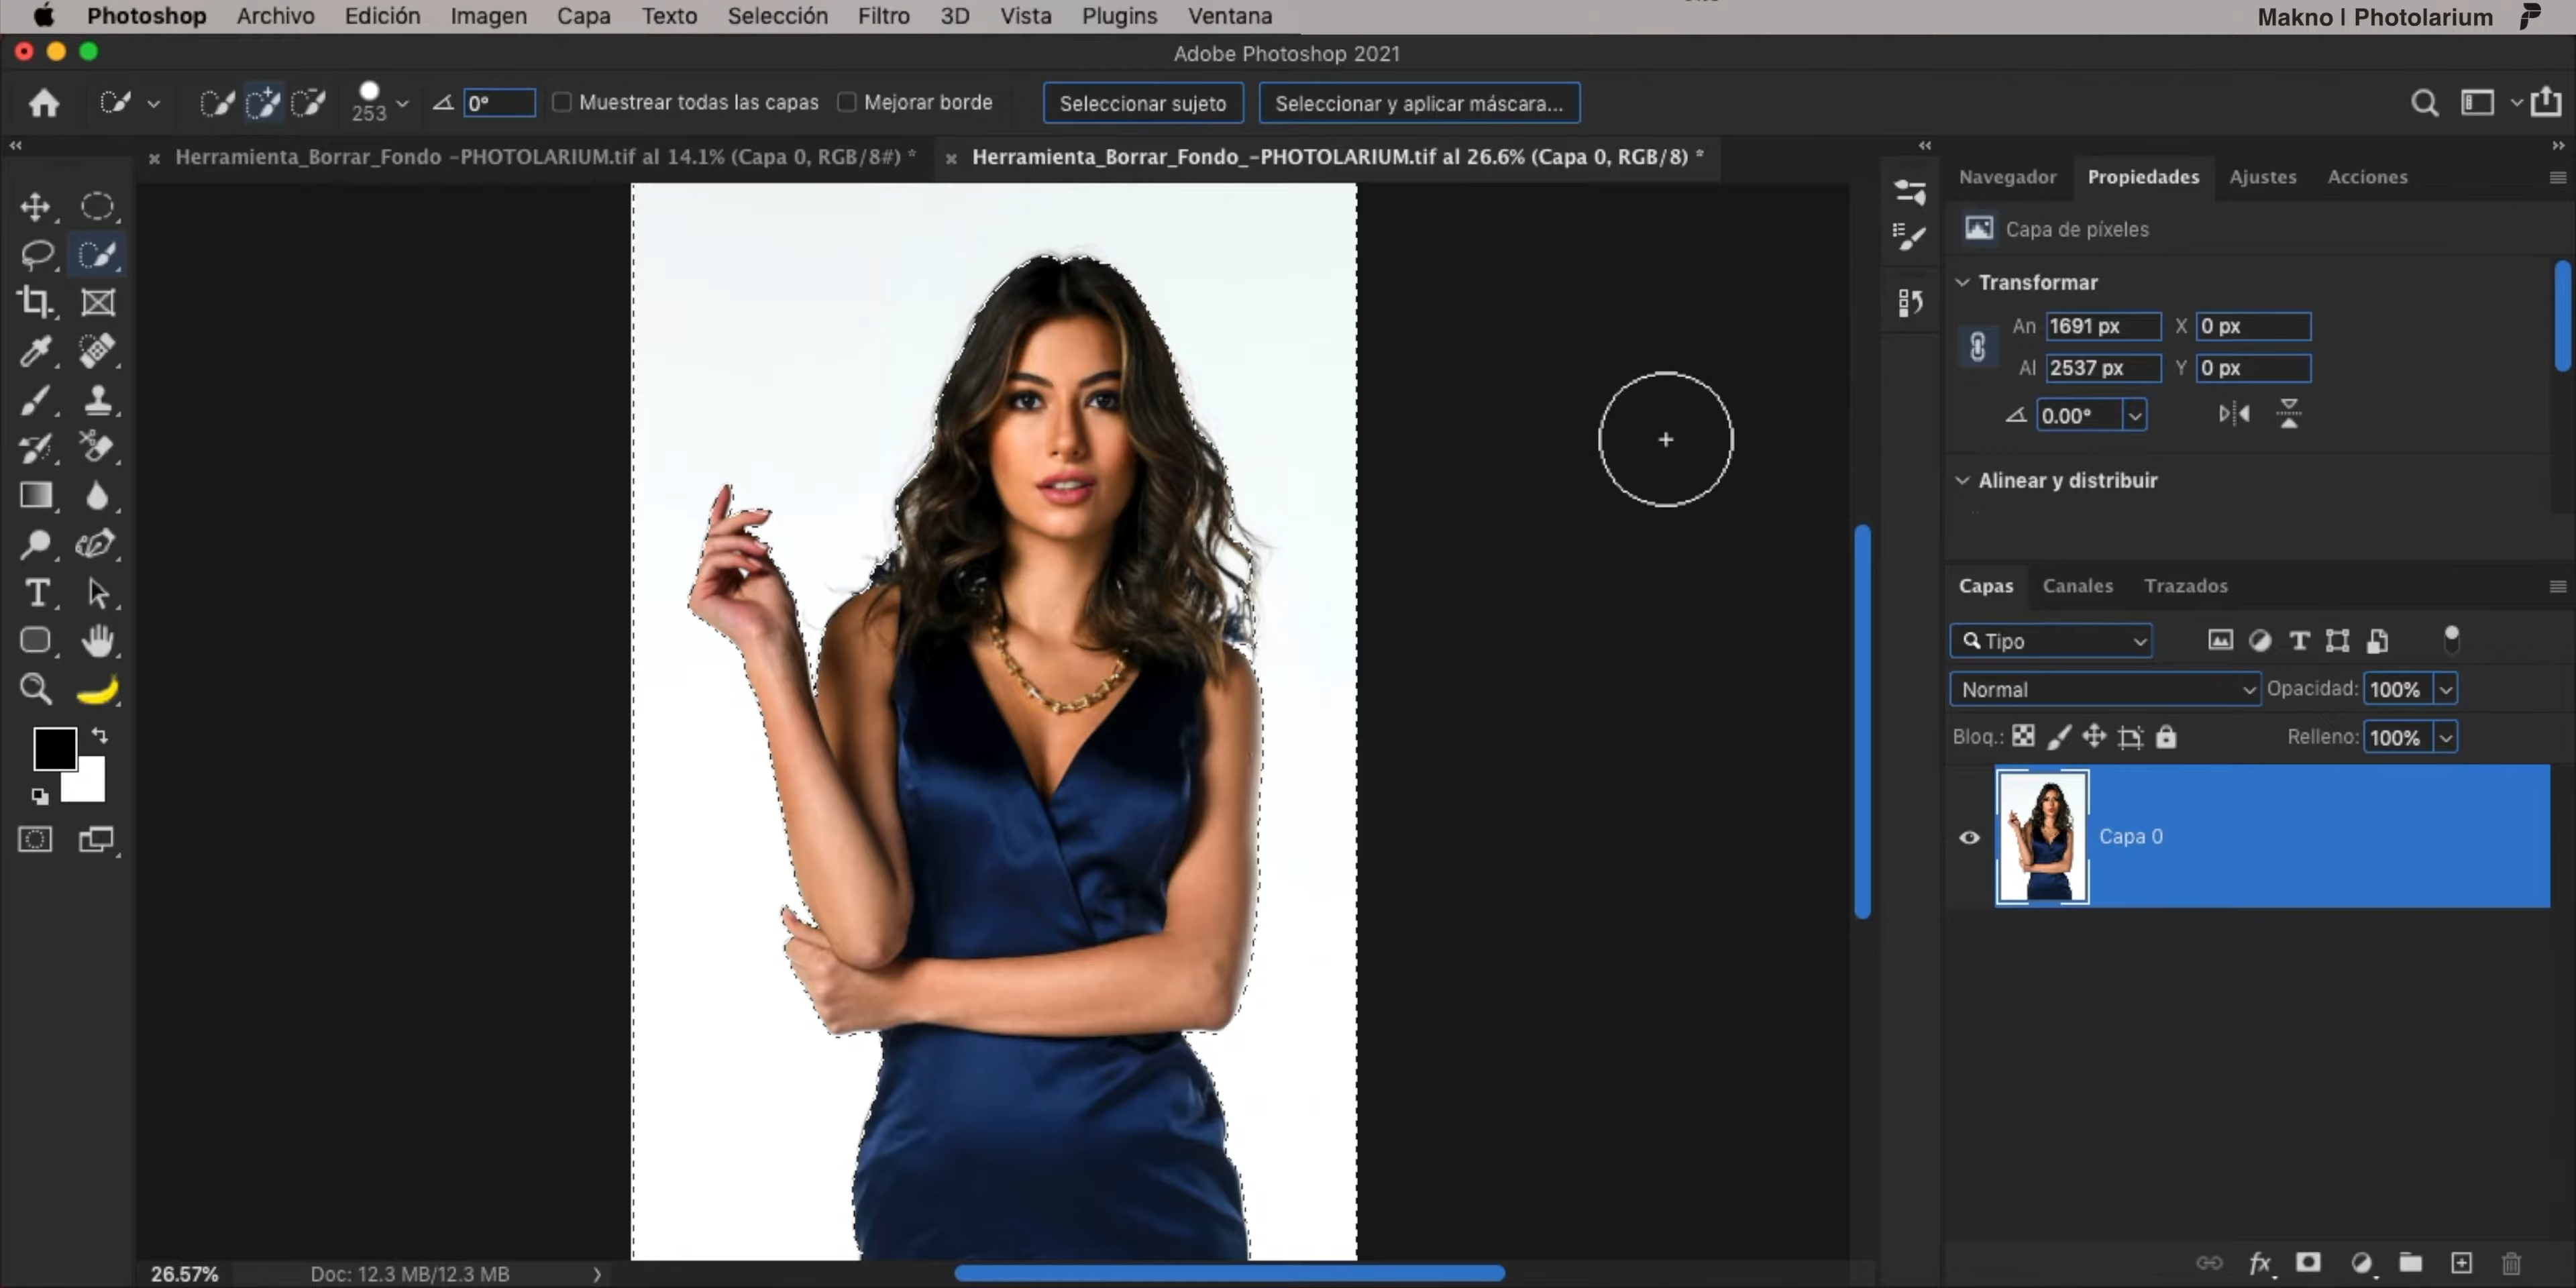 Photoshop Archivo Edición Imagen Capa Texto Selección Filtro 3D Vista Plugins Ventana Makno | Photolarium
Adobe Photoshop 2021
253 0° Muestrear todas las capas Mejorar borde Seleccionar sujeto Seleccionar y aplicar máscara...
Herramienta_Borrar_Fondo -PHOTOLARIUM.tif al 14.1% (Capa 0, RGB/8#) * Herramienta_Borrar_Fondo_-PHOTOLARIUM.tif al 26.6% (Capa 0, RGB/8) *
Navegador Propiedades Ajustes Acciones
Capa de píxeles
Transformar
An 1691 px X 0 px
Al 2537 px Y 0 px
0.00°
Alinear y distribuir
Capas Canales Trazados
Tipo
Normal Opacidad: 100%
Bloq.: Relleno: 100%
Capa 0
26.57% Doc: 12.3 MB/12.3 MB